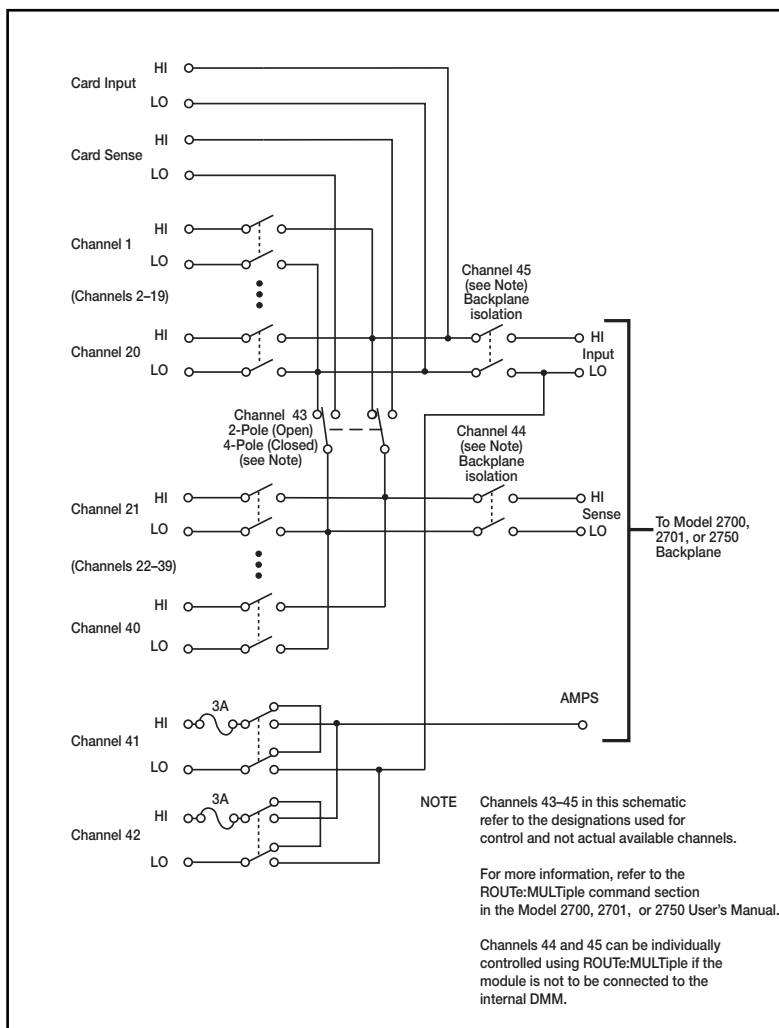 HI
Card Input
LO
HI
Card Sense
LO
HI
Channel 1
LO
(Channels 2–19)
HI
Channel 20
LO
Channel 45
(see Note)
Backplane
isolation
HI
Input
LO
Channel 43
2-Pole (Open)
4-Pole (Closed)
(see Note)
Channel 44
(see Note)
Backplane
isolation
HI
Channel 21
LO
HI
Sense
LO
To Model 2700,
2701, or 2750
Backplane
(Channels 22–39)
HI
Channel 40
LO
AMPS
3A
HI
Channel 41
LO
3A
HI
Channel 42
LO
NOTE Channels 43–45 in this schematic
refer to the designations used for
control and not actual available channels.
For more information, refer to the
ROUTe:MULTiple command section
in the Model 2700, 2701, or 2750 User's Manual.
Channels 44 and 45 can be individually
controlled using ROUTe:MULTiple if the
module is not to be connected to the
internal DMM.